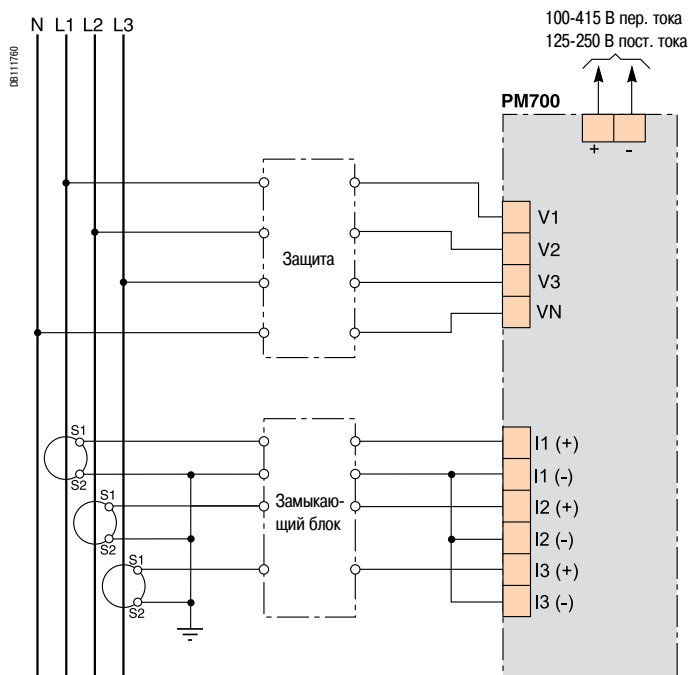 100-415 В пер. тока
125-250 В пост. тока
N L1 L2 L3
DB111760
PM700
+ -
V1
V2
Защита
V3
VN
S1
I1 (+)
S2
I1 (-)
S1
Замыкаю-
щий блок
I2 (+)
S2
I2 (-)
S1
I3 (+)
S2
I3 (-)